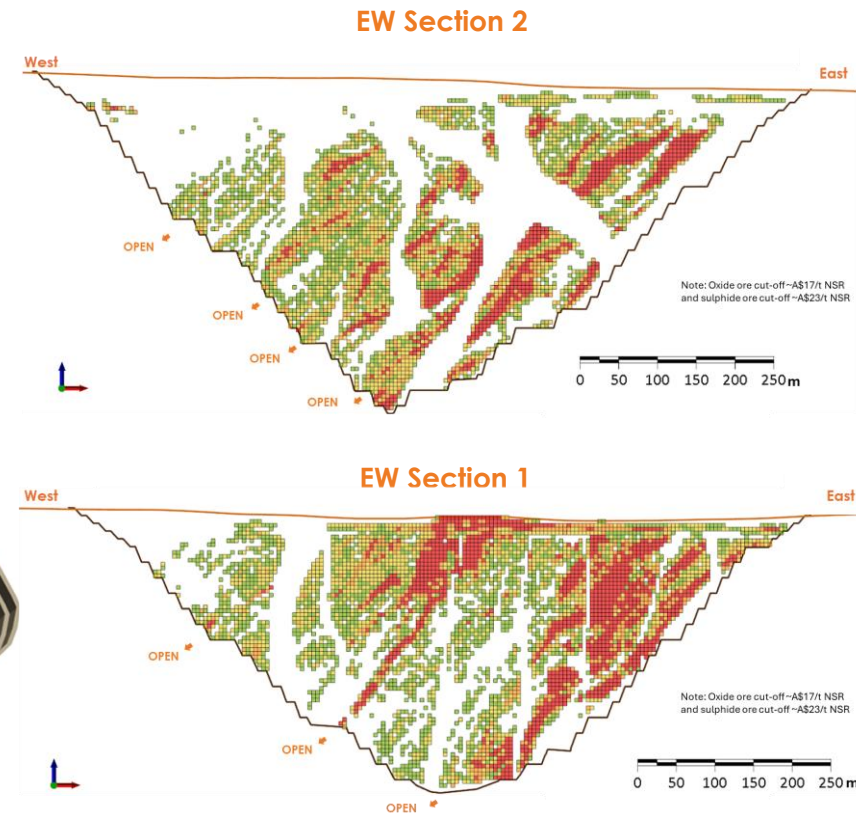 EW Section 2
West
East
OPEN
OPEN
OPEN
OPEN
Note: Oxide ore cut-off ~A$17/t NSR
and sulphide ore cut-off ~A$23/t NSR
0 50 100 150 200 250 m
EW Section 1
West
East
OPEN
OPEN
OPEN
Note: Oxide ore cut-off ~A$17/t NSR
and sulphide ore cut-off ~A$23/t NSR
0 50 100 150 200 250 m